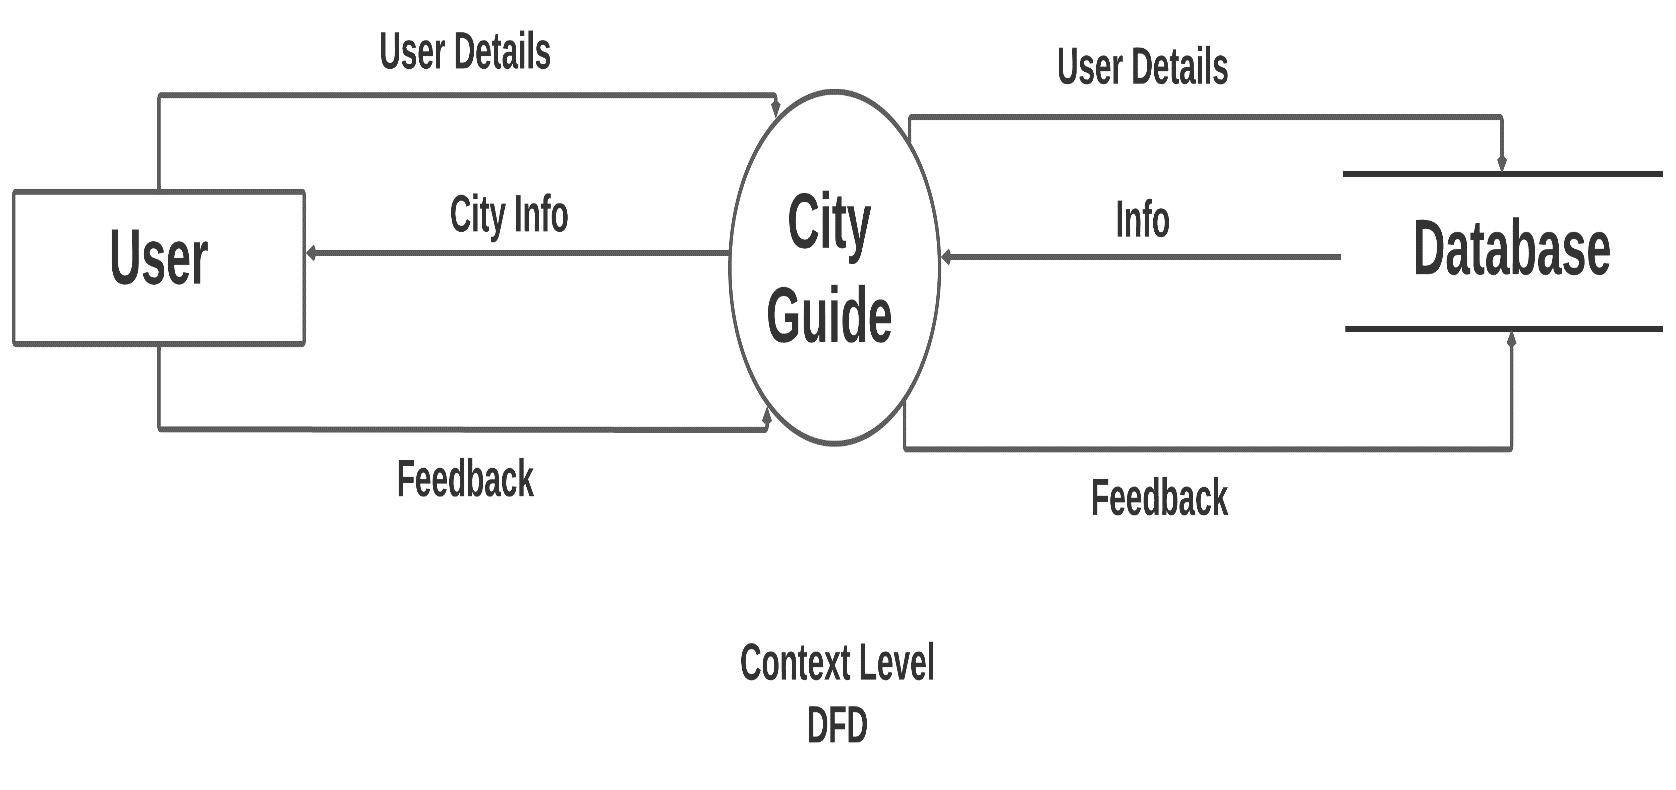 User Details
User Details
User
City Info
City
Guide
Info
Database
Feedback
Feedback
Context Level
DFD